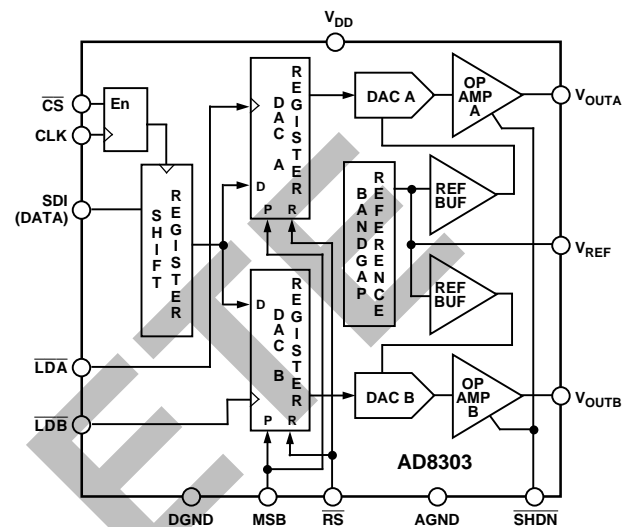 VDD
CS
CLK
En
SDI
(DATA)
SHIFT
REGISTER
DAC A
REGISTER
D
P R
DAC A
OP
AMP
A
VOUTA
BANDGAP
REFERENCE
REF
BUF
VREF
REF
BUF
DAC B
REGISTER
D
P R
DAC B
OP
AMP
B
VOUTB
LDA
LDB
AD8303
DGND
MSB
RS
AGND
SHDN
ETE